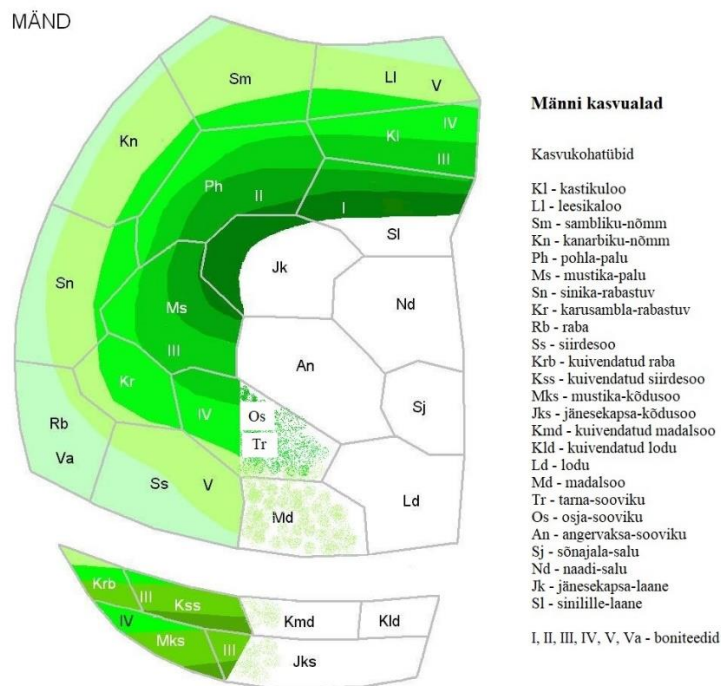 MÄND
Sm
Ll
V
Kn
Kl
IV
III
Ph
II
I
Sl
Jk
Sn
Ms
Nd
III
An
Kr
IV
Os
Sj
Rb
Tr
Va
Ss
V
Md
Ld
Krb
III
Kss
Kmd
Kld
IV
Mks
III
Jks
Männi kasvualad
Kasvukohatübid
Kl - kastikuloo
Ll - leesikaloo
Sm - sambliku-nõmm
Kn - kanarbiku-nõmm
Ph - pohla-palu
Ms - mustika-palu
Sn - sinika-rabastuv
Kr - karusambla-rabastuv
Rb - raba
Ss - siirdesoo
Krb - kuivendatud raba
Kss - kuivendatud siirdesoo
Mks - mustika-kõdusoo
Jks - jänesekapsa-kõdusoo
Kmd - kuivendatud madalsoo
Kld - kuivendatud lodu
Ld - lodu
Md - madalsoo
Tr - tarna-sooviku
Os - osja-sooviku
An - angervaksa-sooviku
Sj - sõnajala-salu
Nd - naadi-salu
Jk - jänesekapsa-laane
Sl - sinilille-laane
I, II, III, IV, V, Va - boniteedid